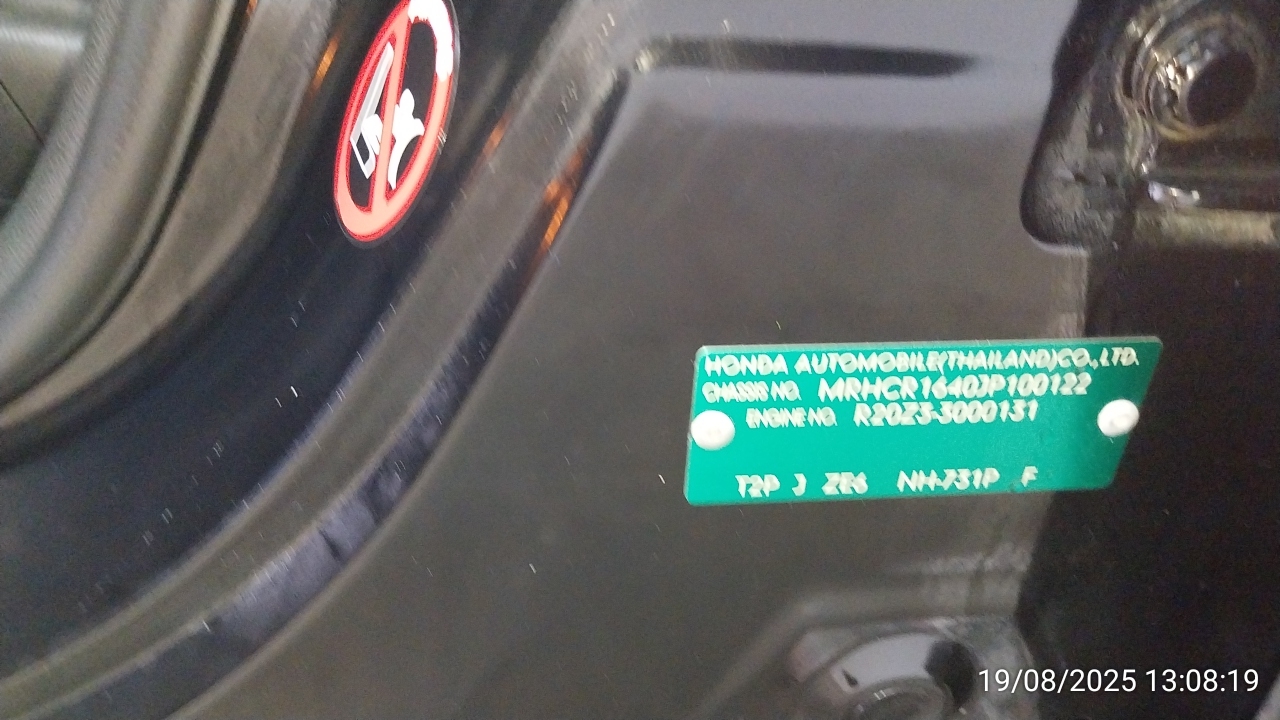 HONDA AUTOMOBILE(THAILAND)CO.,LTD.
CHASSIS NO. MRHCR1640JP100122
ENGINE NO. R20Z3-3000131
T2P J ZE6 NH-731P F
19/08/2025 13:08:19